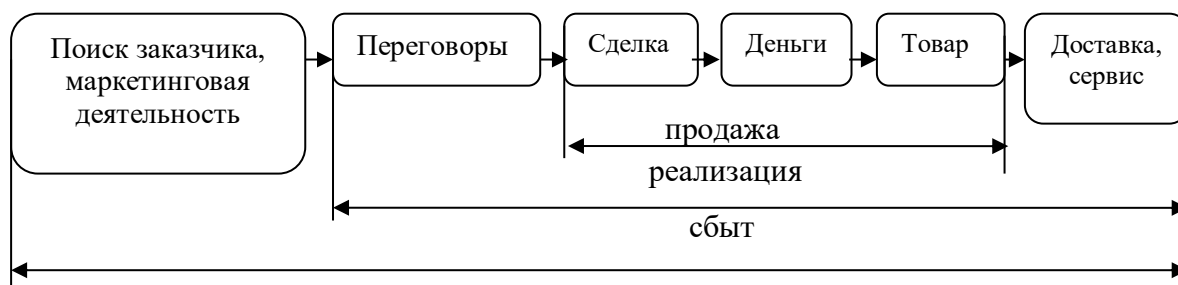 Поиск заказчика,
маркетинговая
деятельность
Переговоры
Сделка
Деньги
Товар
Доставка,
сервис
продажа
реализация
сбыт